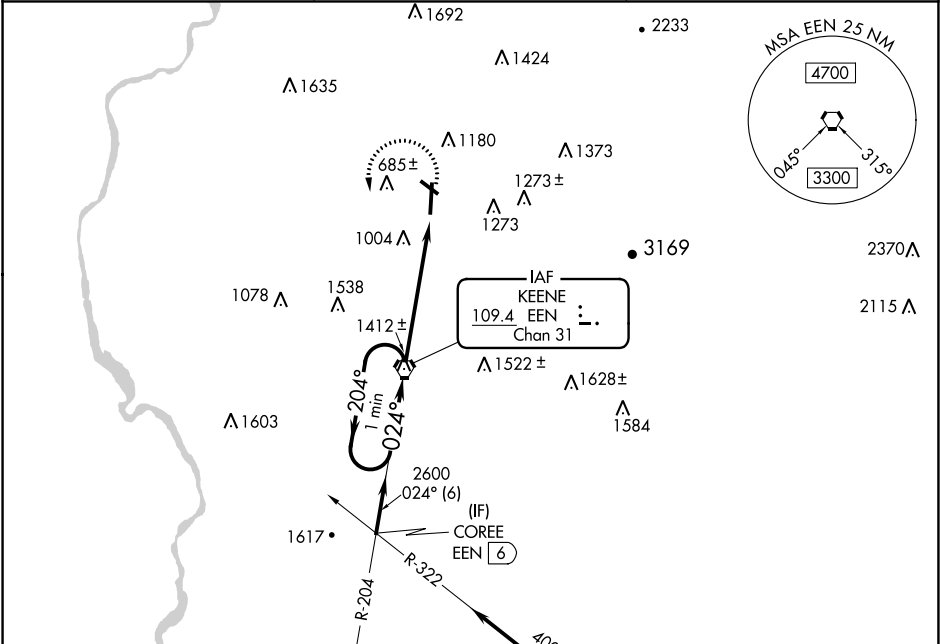 1692
2233
MSA EEN 25 NM
1424
4700
1635
1180
1373
685±
045°
315°
1273±
3300
1273
1004
3169
2370
IAF
KEENE
1078
1538
109.4
EEN
2115
Chan 31
1412±
1522±
204°
1 min
024°
1628±
1603
1584
2600
024° (6)
(IF)
COREE
1617
EEN 6
R-322
R-204